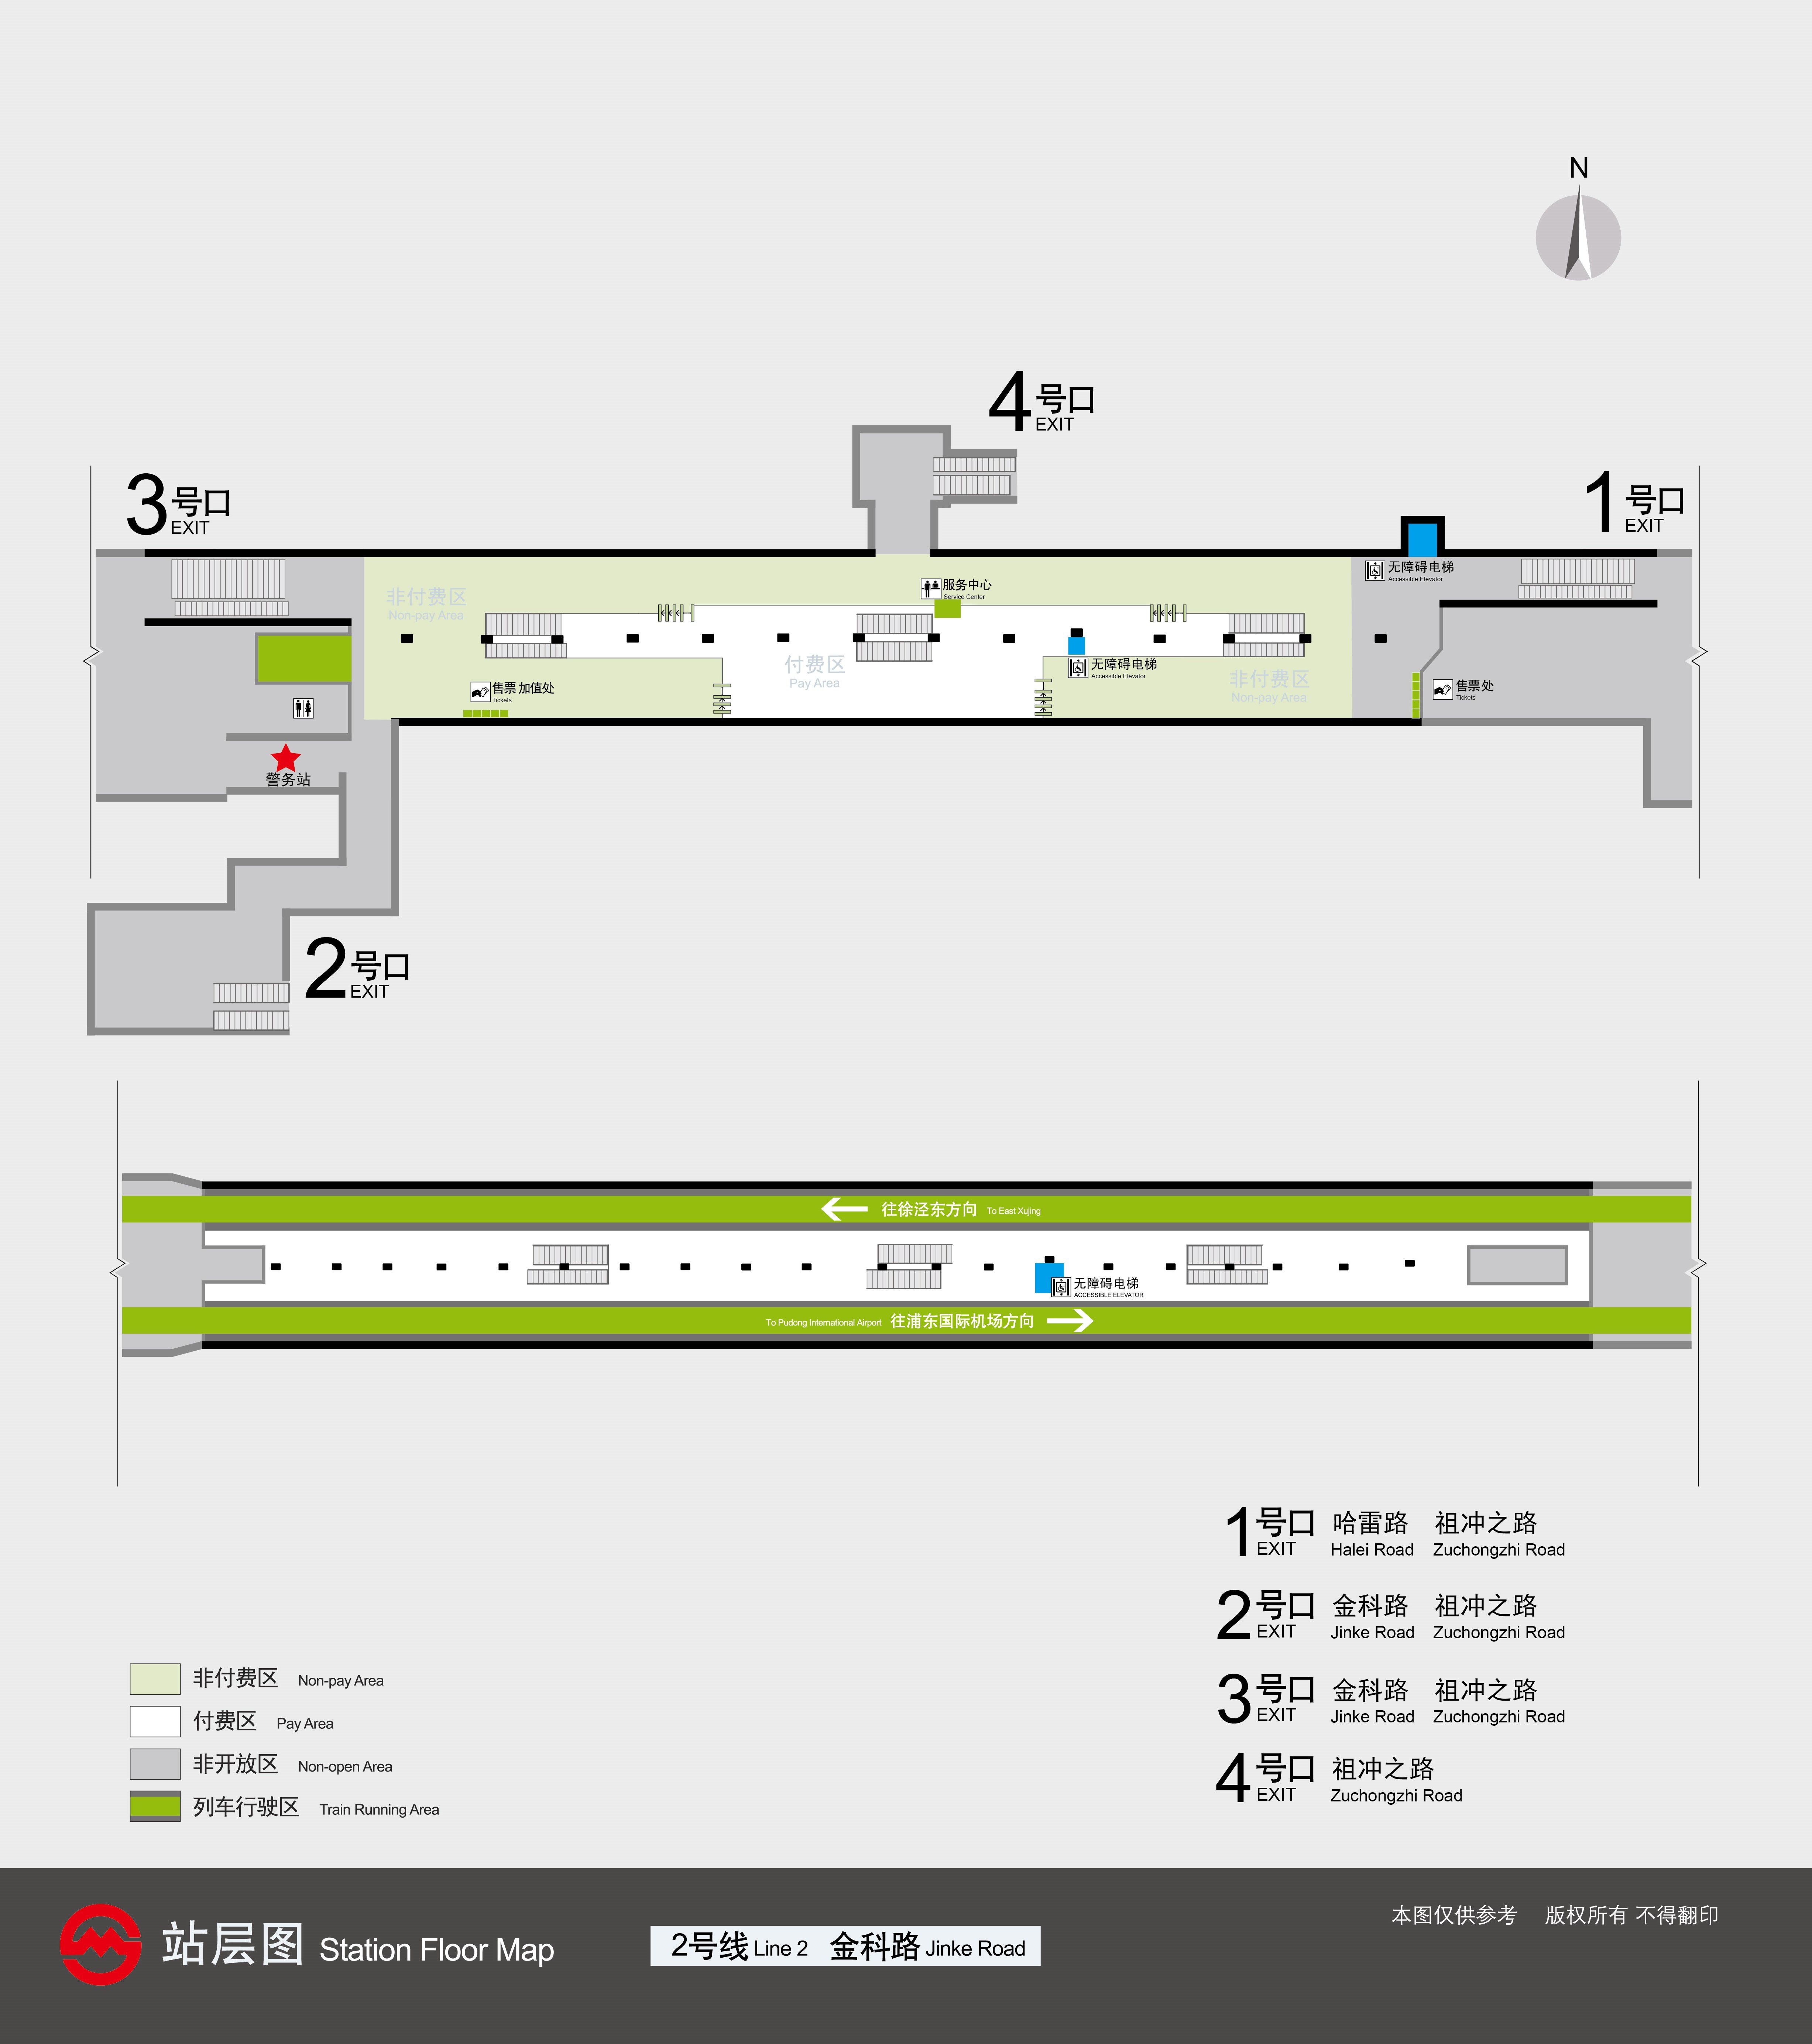 N
4 号口
EXIT
3 号口
EXIT
1 号口
EXIT
无障碍电梯
Accessible Elevator
服务中心
Service Center
非付费区
Non-pay Area
付费区
Pay Area
无障碍电梯
Accessible Elevator
非付费区
Non-pay Area
售票 加值处
Tickets
售票 处
Tickets
警务站
2 号口
EXIT
往徐泾东方向 To East Xujing
无障碍电梯
ACCESSIBLE ELEVATOR
To Pudong International Airport 往浦东国际机场方向
1 号口 哈雷路 祖冲之路
EXIT Halei Road Zuchongzhi Road
2 号口 金科路 祖冲之路
EXIT Jinke Road Zuchongzhi Road
3 号口 金科路 祖冲之路
EXIT Jinke Road Zuchongzhi Road
4 号口 祖冲之路
EXIT Zuchongzhi Road
非付费区 Non-pay Area
付费区 Pay Area
非开放区 Non-open Area
列车行驶区 Train Running Area
站层图 Station Floor Map
2号线 Line 2 金科路 Jinke Road
本图仅供参考 版权所有 不得翻印